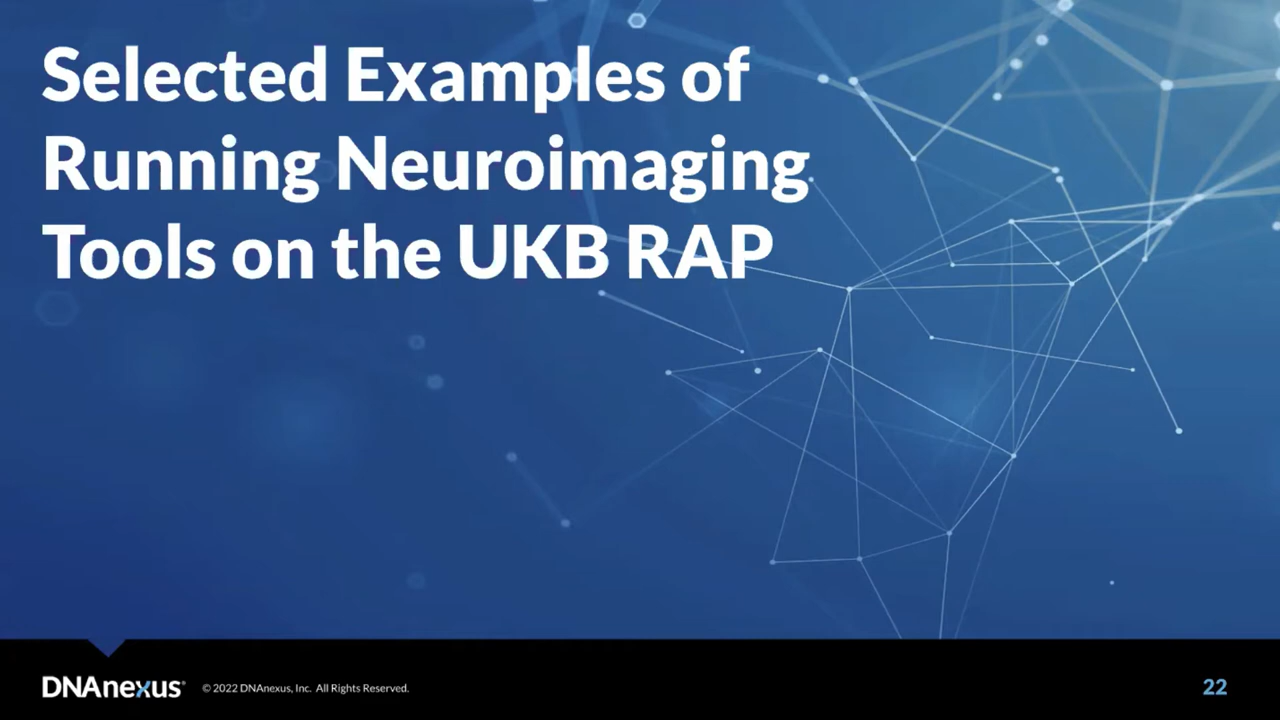 Selected Examples of
Running Neuroimaging
Tools on the UKB RAP
DNAnexus® © 2022 DNAnexus, Inc. All Rights Reserved. 22